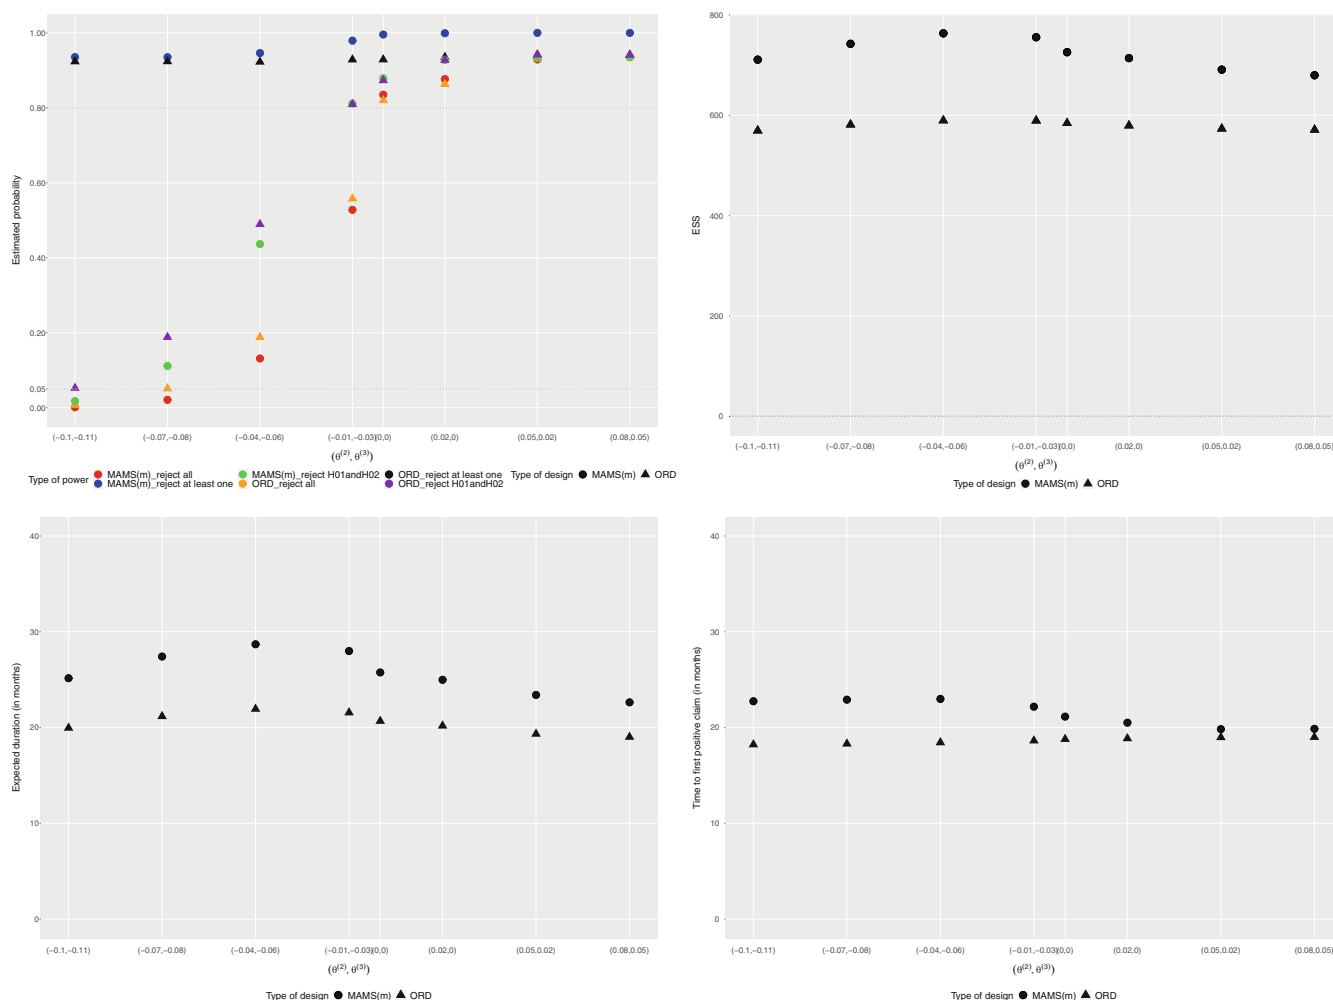 1.00
0.80
0.60
0.40
0.20
0.05
0.00
Estimated probability
(−0.1,−0.11) (−0.07,−0.08) (−0.04,−0.06) (−0.01,−0.03)(0,0) (0.02,0) (0.05,0.02) (0.08,0.05)
(θ(2), θ(3))
Type of power MAMS(m)_reject all MAMS(m)_reject H01andH02 ORD_reject at least one Type of design MAMS(m) ORD
MAMS(m)_reject at least one ORD_reject all ORD_reject H01andH02
800
600
400
200
0
ESS
(−0.1,−0.11) (−0.07,−0.08) (−0.04,−0.06) (−0.01,−0.03)(0,0) (0.02,0) (0.05,0.02) (0.08,0.05)
(θ(2), θ(3))
Type of design MAMS(m) ORD
40
30
20
10
0
Expected duration (in months)
(−0.1,−0.11) (−0.07,−0.08) (−0.04,−0.06) (−0.01,−0.03)(0,0) (0.02,0) (0.05,0.02) (0.08,0.05)
(θ(2), θ(3))
Type of design MAMS(m) ORD
40
30
20
10
0
Time to first positive claim (in months)
(−0.1,−0.11) (−0.07,−0.08) (−0.04,−0.06) (−0.01,−0.03)(0,0) (0.02,0) (0.05,0.02) (0.08,0.05)
(θ(2), θ(3))
Type of design MAMS(m) ORD